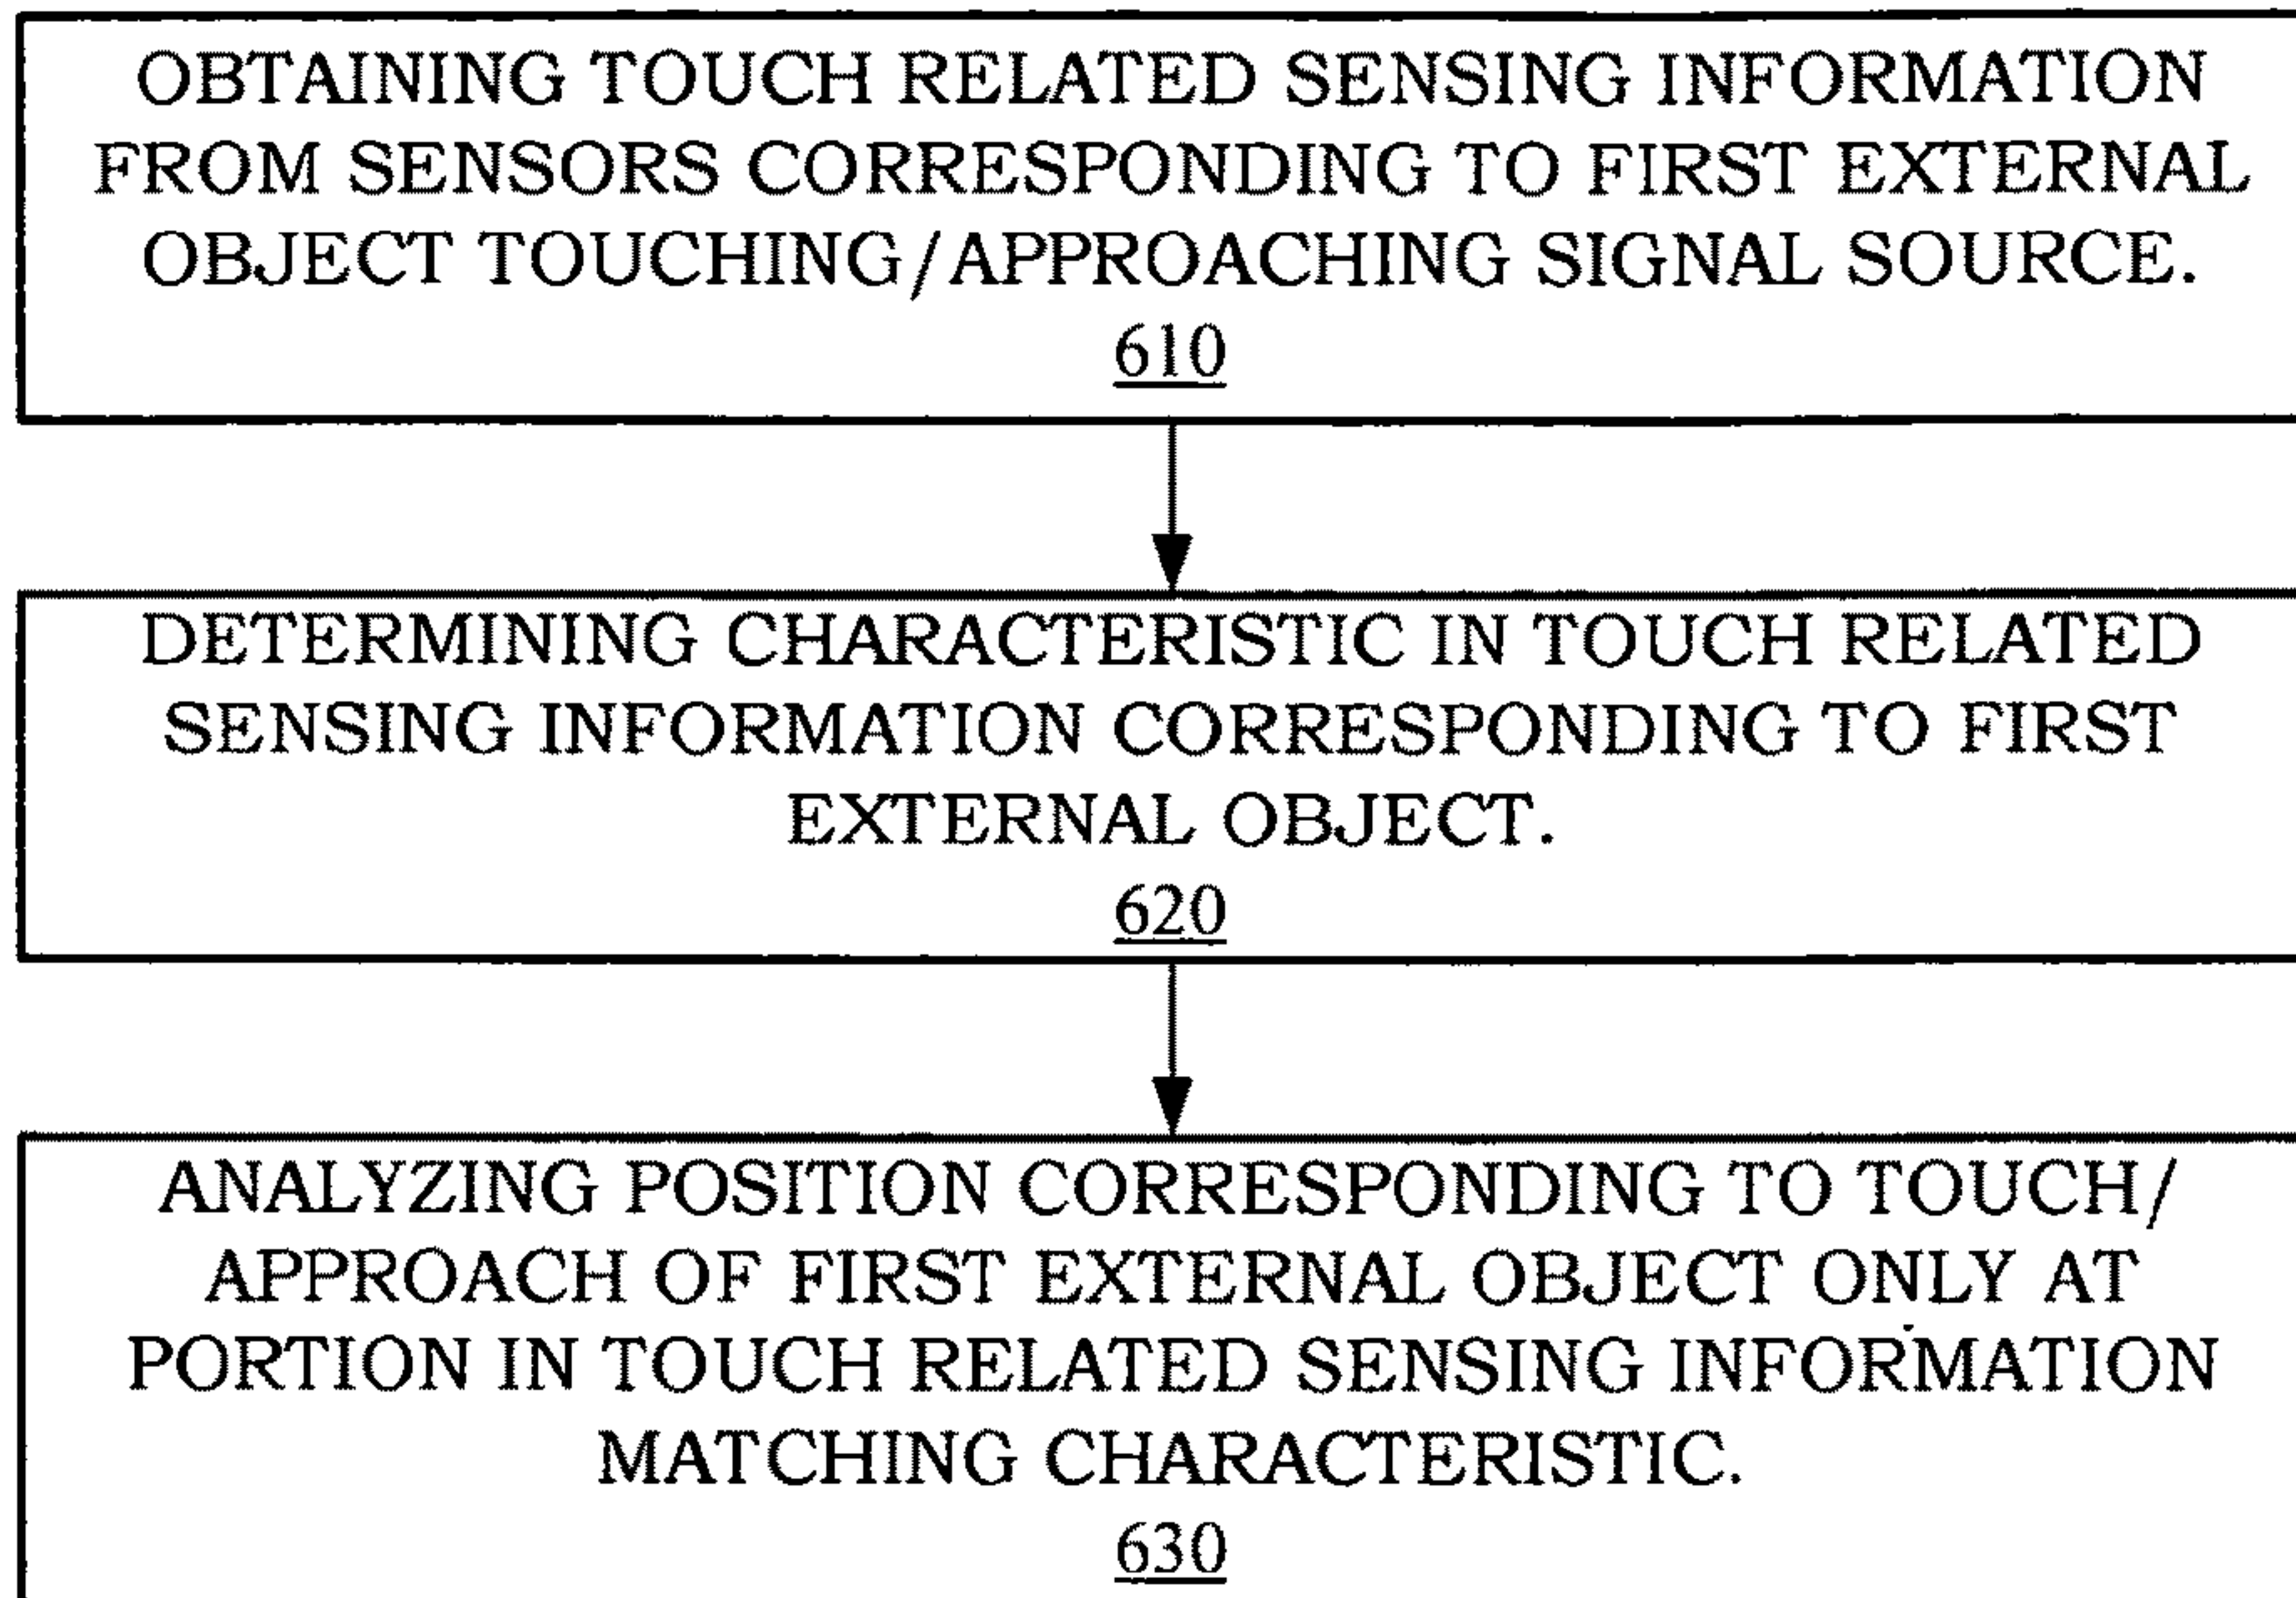 OBTAINING TOUCH RELATED SENSING INFORMATION
FROM SENSORS CORRESPONDING TO FIRST EXTERNAL
OBJECT TOUCHING/APPROACHING SIGNAL SOURCE.
610
DETERMINING CHARACTERISTIC IN TOUCH RELATED
SENSING INFORMATION CORRESPONDING TO FIRST
EXTERNAL OBJECT.
620
ANALYZING POSITION CORRESPONDING TO TOUCH/
APPROACH OF FIRST EXTERNAL OBJECT ONLY AT
PORTION IN TOUCH RELATED SENSING INFORMATION
MATCHING CHARACTERISTIC.
630